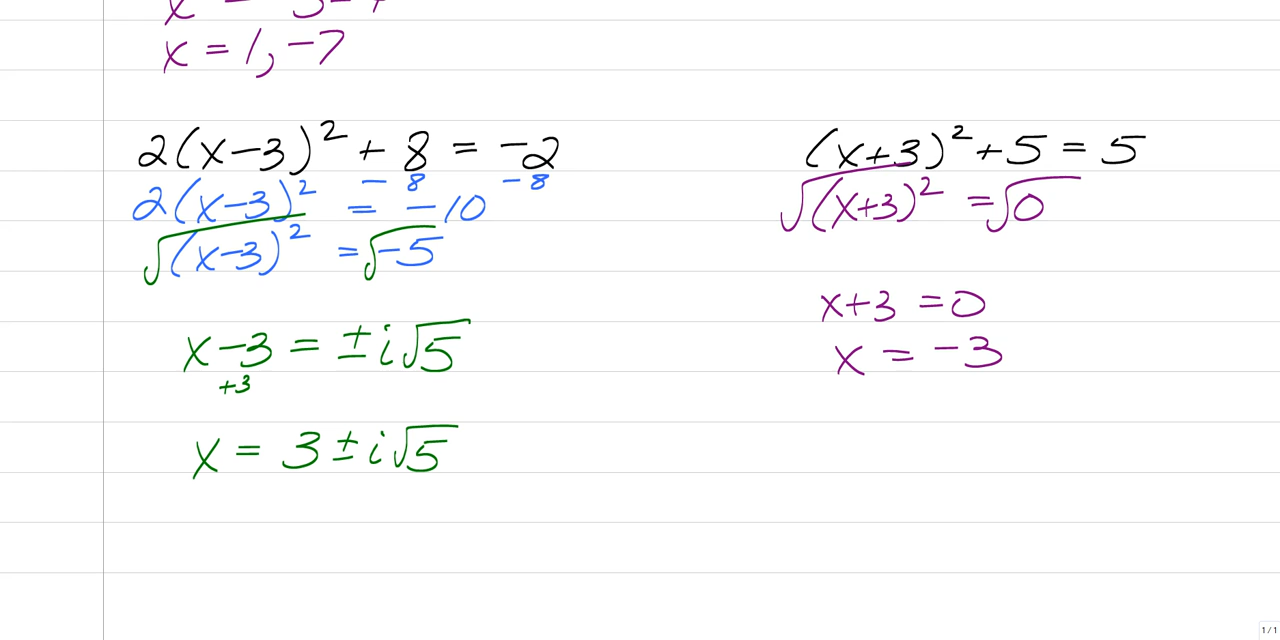 x = 1, -7
2(x-3)² + 8 = -2
- 8 - 8
2(x-3)² = -10
√(x-3)² = √-5
x-3 = ±i√5
+3
x = 3 ± i√5
(x+3)² + 5 = 5
√(x+3)² = √0
x+3 = 0
x = -3
1/1